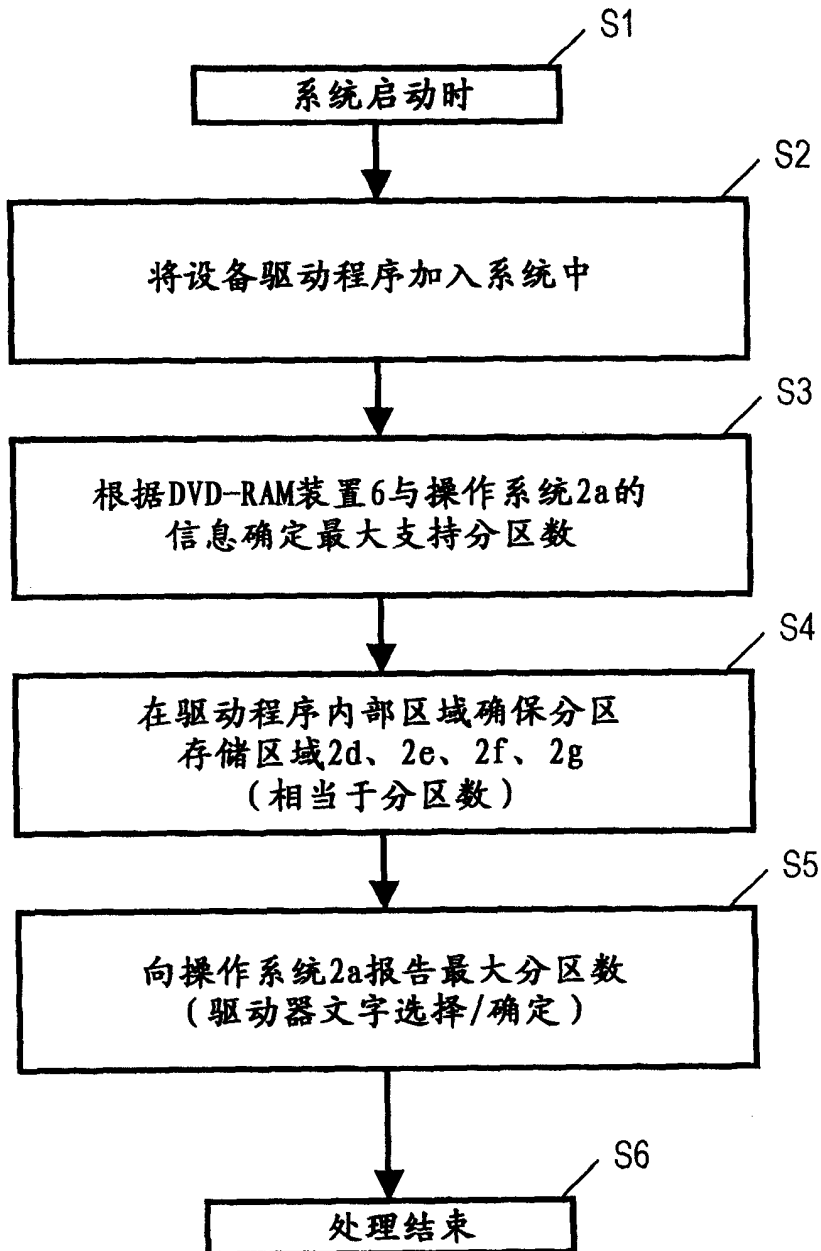 S1
系统启动时
S2
将设备驱动程序加入系统中
S3
根据DVD-RAM装置6与操作系统2a的
信息确定最大支持分区数
S4
在驱动程序内部区域确保分区
存储区域2d、2e、2f、2g
(相当于分区数)
S5
向操作系统2a报告最大分区数
(驱动器文字选择/确定)
S6
处理结束